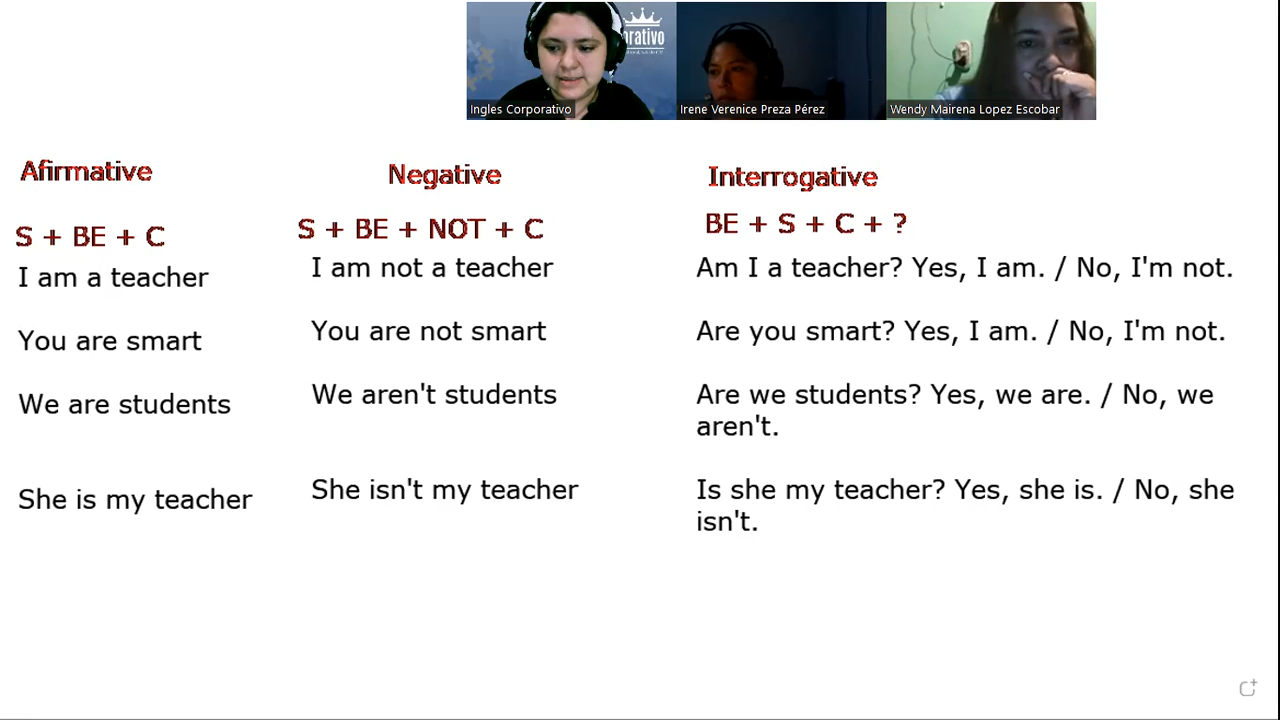 orativo
Ingles Corporativo
Irene Verenice Preza Pérez
Wendy Mairena Lopez Escobar
Afirmative
S + BE + C
I am a teacher
You are smart
We are students
She is my teacher
Negative
S + BE + NOT + C
I am not a teacher
You are not smart
We aren't students
She isn't my teacher
Interrogative
BE + S + C + ?
Am I a teacher? Yes, I am. / No, I'm not.
Are you smart? Yes, I am. / No, I'm not.
Are we students? Yes, we are. / No, we
aren't.
Is she my teacher? Yes, she is. / No, she
isn't.